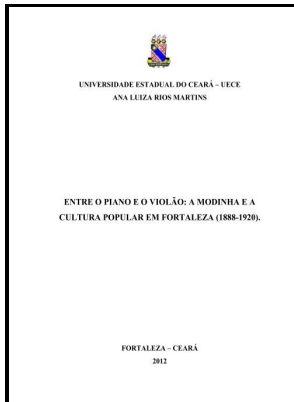 UNIVERSIDADE ESTADUAL DO CEARÁ – UECE
ANA LUIZA RIOS MARTINS
ENTRE O PIANO E O VIOLÃO: A MODINHA E A
CULTURA POPULAR EM FORTALEZA (1888-1920).
FORTALEZA – CEARÁ
2012